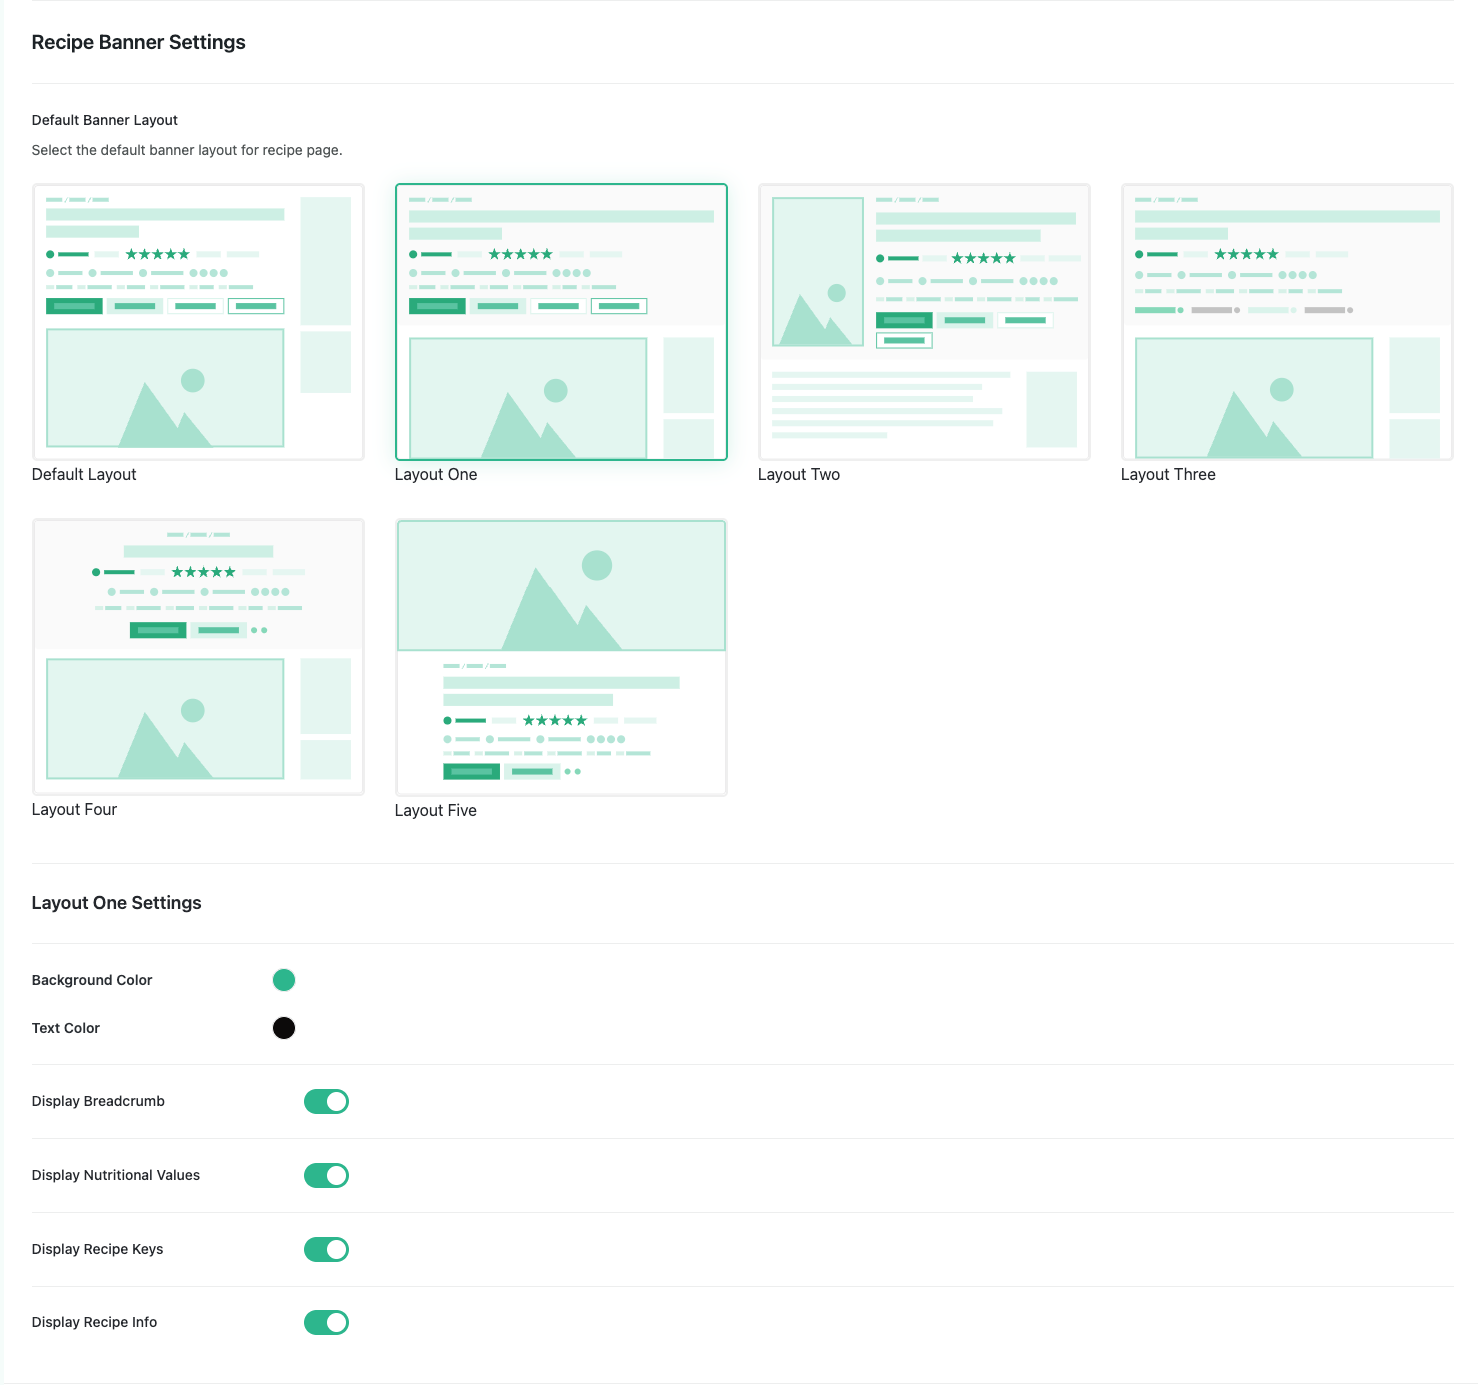 Recipe Banner Settings
Default Banner Layout
Select the default banner layout for recipe page.
Default Layout
Layout One
Layout Two
Layout Three
Layout Four
Layout Five
Layout One Settings
Background Color
Text Color
Display Breadcrumb
Display Nutritional Values
Display Recipe Keys
Display Recipe Info